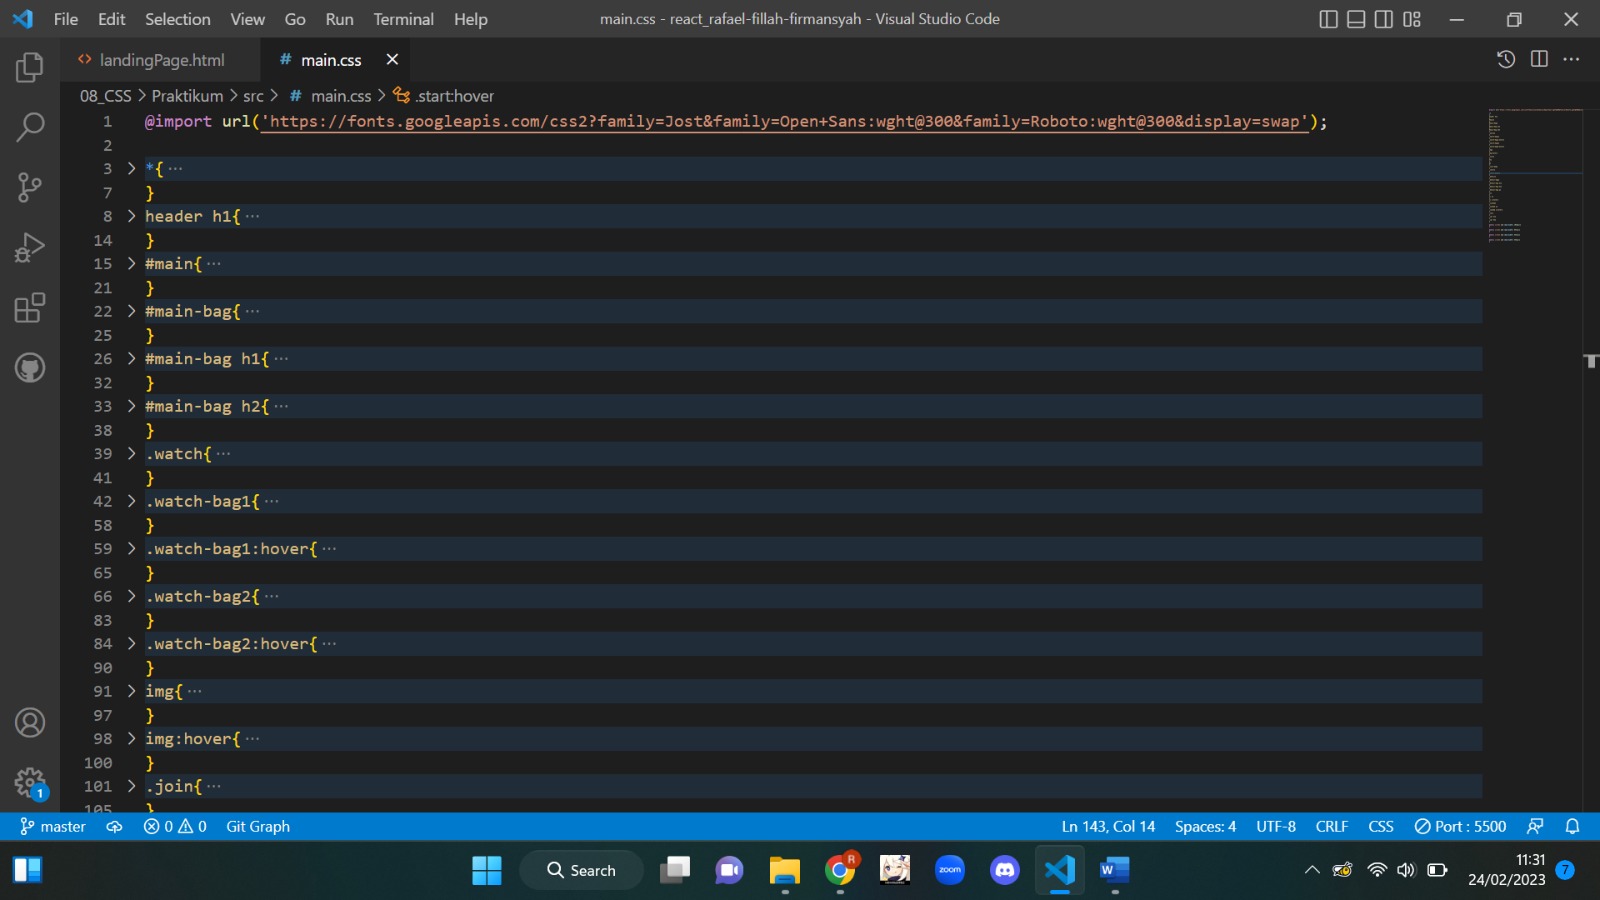 File Edit Selection View Go Run Terminal Help main.css - react_rafael-fillah-firmansyah - Visual Studio Code
<> landingPage.html # main.css
08_CSS > Praktikum > src > # main.css > .start:hover
1 @import url('https://fonts.googleapis.com/css2?family=Jost&family=Open+Sans:wght@300&family=Roboto:wght@300&display=swap');
2
3 > *{ ···
7 }
8 > header h1{ ···
14 }
15 > #main{ ···
21 }
22 > #main-bag{ ···
25 }
26 > #main-bag h1{ ···
32 }
33 > #main-bag h2{ ···
38 }
39 > .watch{ ···
41 }
42 > .watch-bag1{ ···
58 }
59 > .watch-bag1:hover{ ···
65 }
66 > .watch-bag2{ ···
83 }
84 > .watch-bag2:hover{ ···
90 }
91 > img{ ···
97 }
98 > img:hover{ ···
100 }
101 > .join{ ···
105 }
1
master 0 0 Git Graph Ln 143, Col 14 Spaces: 4 UTF-8 CRLF CSS Port : 5500
Search R zoom W 11:31
24/02/2023 7